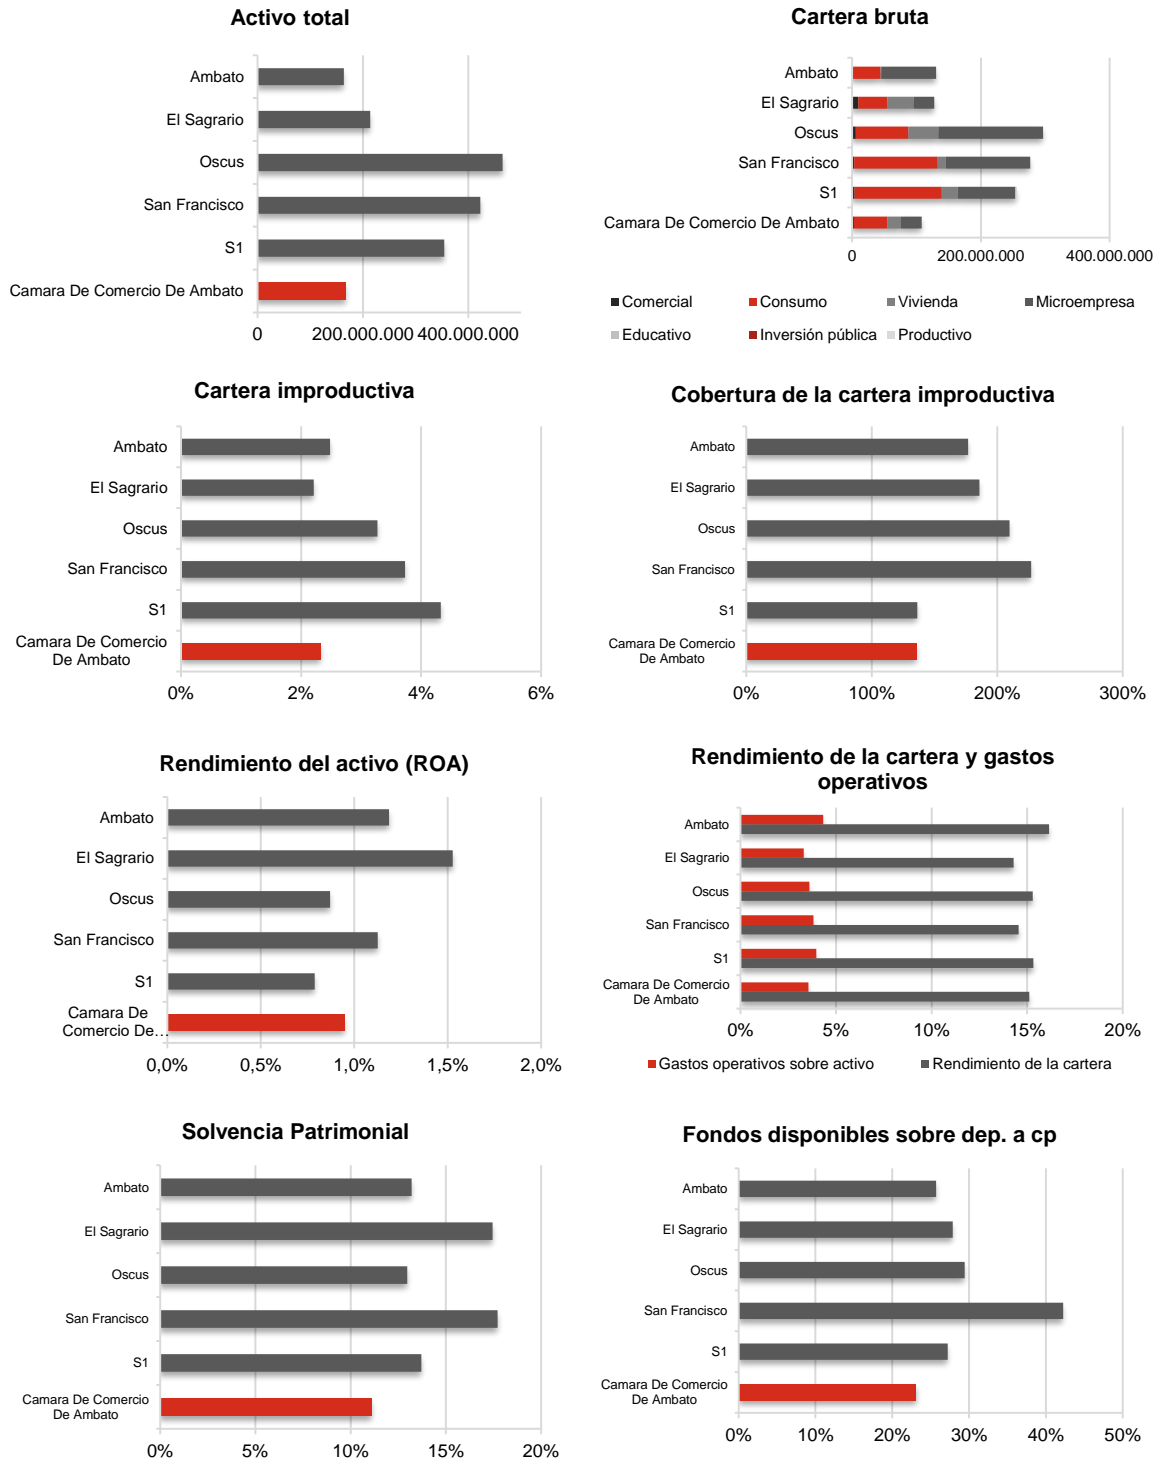 Activo total
Ambato
El Sagrario
Oscus
San Francisco
S1
Camara De Comercio De Ambato
0 200.000.000 400.000.000
Cartera bruta
Ambato
El Sagrario
Oscus
San Francisco
S1
Camara De Comercio De Ambato
0 200.000.000 400.000.000
Comercial Consumo Vivienda Microempresa
Educativo Inversión pública Productivo
Cartera improductiva
Ambato
El Sagrario
Oscus
San Francisco
S1
Camara De Comercio
De Ambato
0% 2% 4% 6%
Cobertura de la cartera improductiva
Ambato
El Sagrario
Oscus
San Francisco
S1
Camara De Comercio
De Ambato
0% 100% 200% 300%
Rendimiento del activo (ROA)
Ambato
El Sagrario
Oscus
San Francisco
S1
Camara De
Comercio De…
0,0% 0,5% 1,0% 1,5% 2,0%
Rendimiento de la cartera y gastos
operativos
Ambato
El Sagrario
Oscus
San Francisco
S1
Camara De Comercio
De Ambato
0% 5% 10% 15% 20%
Gastos operativos sobre activo Rendimiento de la cartera
Solvencia Patrimonial
Ambato
El Sagrario
Oscus
San Francisco
S1
Camara De Comercio
De Ambato
0% 5% 10% 15% 20%
Fondos disponibles sobre dep. a cp
Ambato
El Sagrario
Oscus
San Francisco
S1
Camara De Comercio
De Ambato
0% 10% 20% 30% 40% 50%